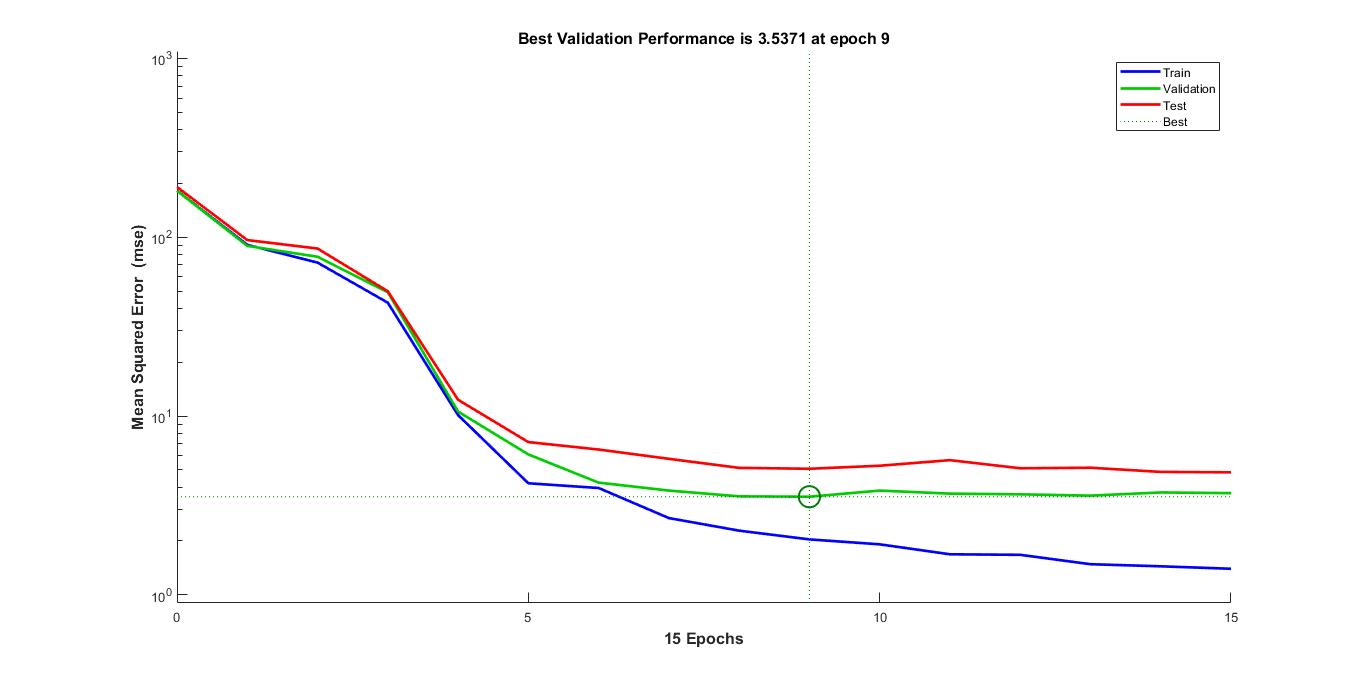 Best Validation Performance is 3.5371 at epoch 9
Mean Squared Error (mse)
10^3
10^2
10^1
10^0
0
5
10
15
15 Epochs
Train
Validation
Test
Best